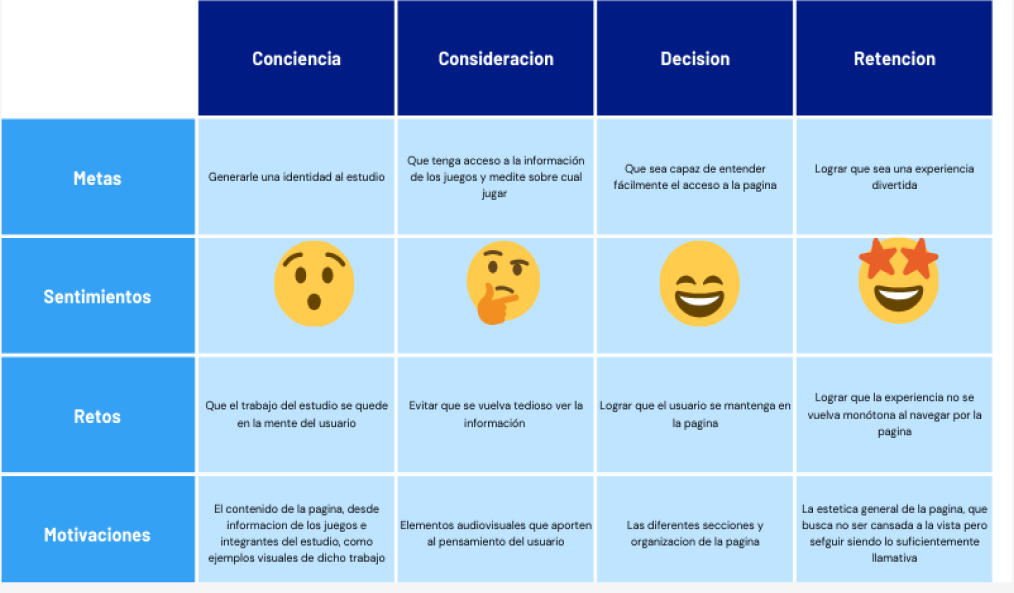 Conciencia
Consideracion
Decision
Retencion
Metas
Generarle una identidad al estudio
Que tenga acceso a la información
de los juegos y medite sobre cual
jugar
Que sea capaz de entender
fácilmente el acceso a la pagina
Lograr que sea una experiencia
divertida
Sentimientos
Retos
Que el trabajo del estudio se quede
en la mente del usuario
Evitar que se vuelva tedioso ver la
información
Lograr que el usuario se mantenga en
la pagina
Lograr que la experiencia no se
vuelva monótona al navegar por la
pagina
Motivaciones
El contenido de la pagina, desde
informacion de los juegos e
integrantes del estudio, como
ejemplos visuales de dicho trabajo
Elementos audiovisuales que aporten
al pensamiento del usuario
Las diferentes secciones y
organizacion de la pagina
La estetica general de la pagina, que
busca no ser cansada a la vista pero
sefguir siendo lo suficientemente
llamativa